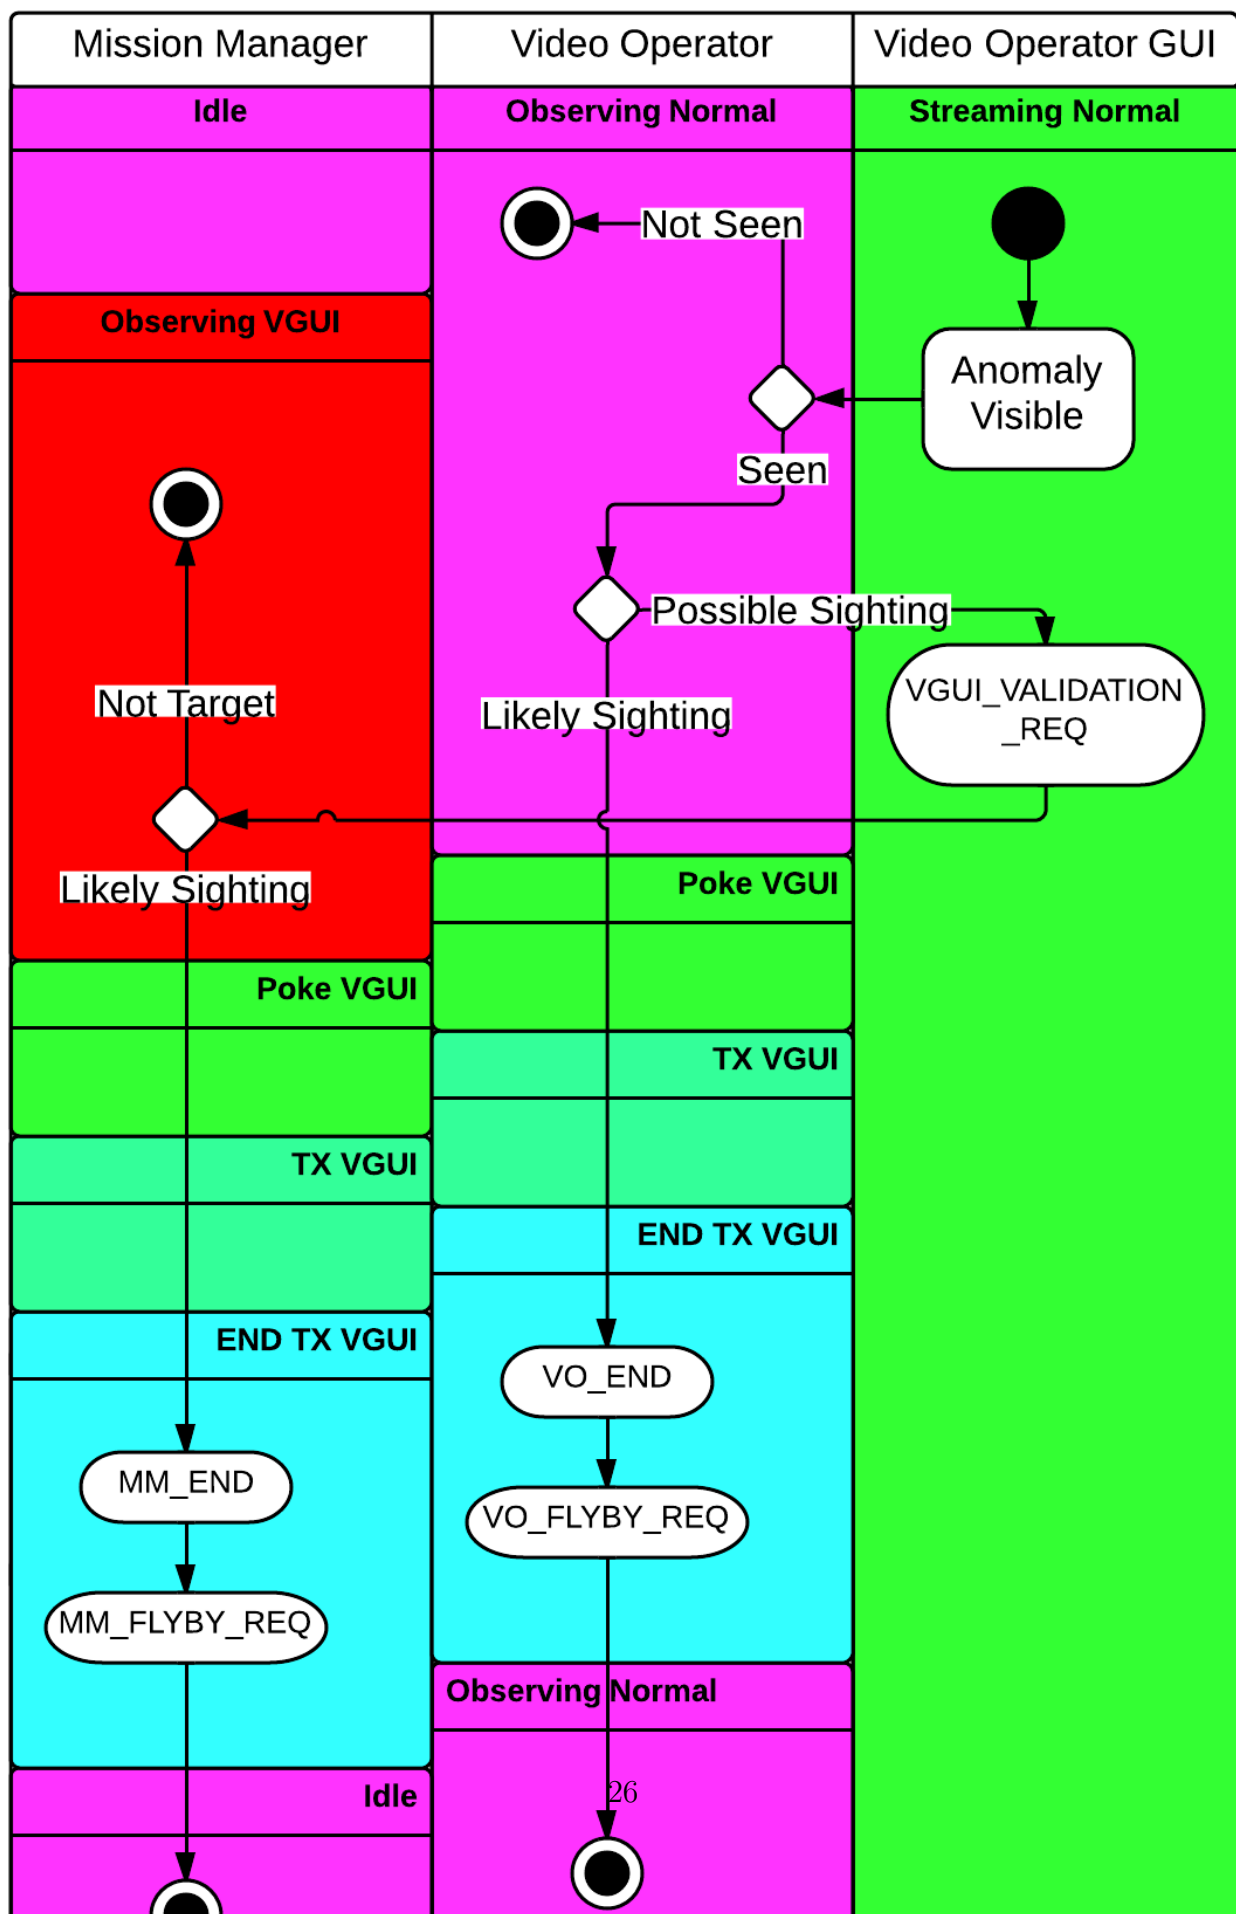 Mission Manager
Video Operator
Video Operator GUI
Idle
Observing Normal
Streaming Normal
Not Seen
Observing VGUI
Anomaly
Visible
Seen
Possible Sighting
VGUI_VALIDATION
_REQ
Not Target
Likely Sighting
Likely Sighting
Poke VGUI
Poke VGUI
TX VGUI
TX VGUI
END TX VGUI
END TX VGUI
VO_END
MM_END
VO_FLYBY_REQ
MM_FLYBY_REQ
Observing Normal
Idle
26